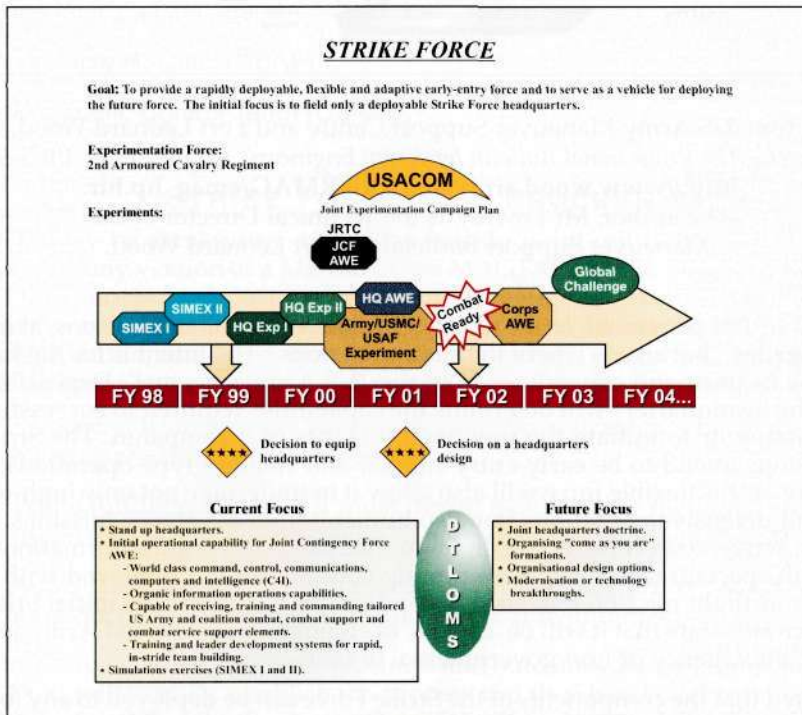 STRIKE FORCE
Goal: To provide a rapidly deployable, flexible and adaptive early-entry force and to serve as a vehicle for deploying
the future force. The initial focus is to field only a deployable Strike Force headquarters.
Experimentation Force:
2nd Armoured Cavalry Regiment
USACOM
Joint Experimentation Campaign Plan
Experiments:
JRTC
JCF
AWE
Global
Challenge
SIMEX I
SIMEX II
HQ Exp I
HQ Exp II
HQ AWE
Army/USMC/
USAF
Experiment
Combat
Ready
Corps
AWE
FY 98
FY 99
FY 00
FY 01
FY 02
FY 03
FY 04...
★★★★
Decision to equip
headquarters
★★★★
Decision on a headquarters
design
Current Focus
• Stand up headquarters.
• Initial operational capability for Joint Contingency Force
AWE:
- World class command, control, communications,
computers and intelligence (C4I).
- Organic information operations capabilities.
- Capable of receiving, training and commanding tailored
US Army and coalition combat, combat support and
combat service support elements.
- Training and leader development systems for rapid,
in-stride team building.
• Simulations exercises (SIMEX I and II).
D
T
L
O
M
S
Future Focus
• Joint headquarters doctrine.
• Organising "come as you are"
formations.
• Organisational design options.
• Modernisation or technology
breakthroughs.